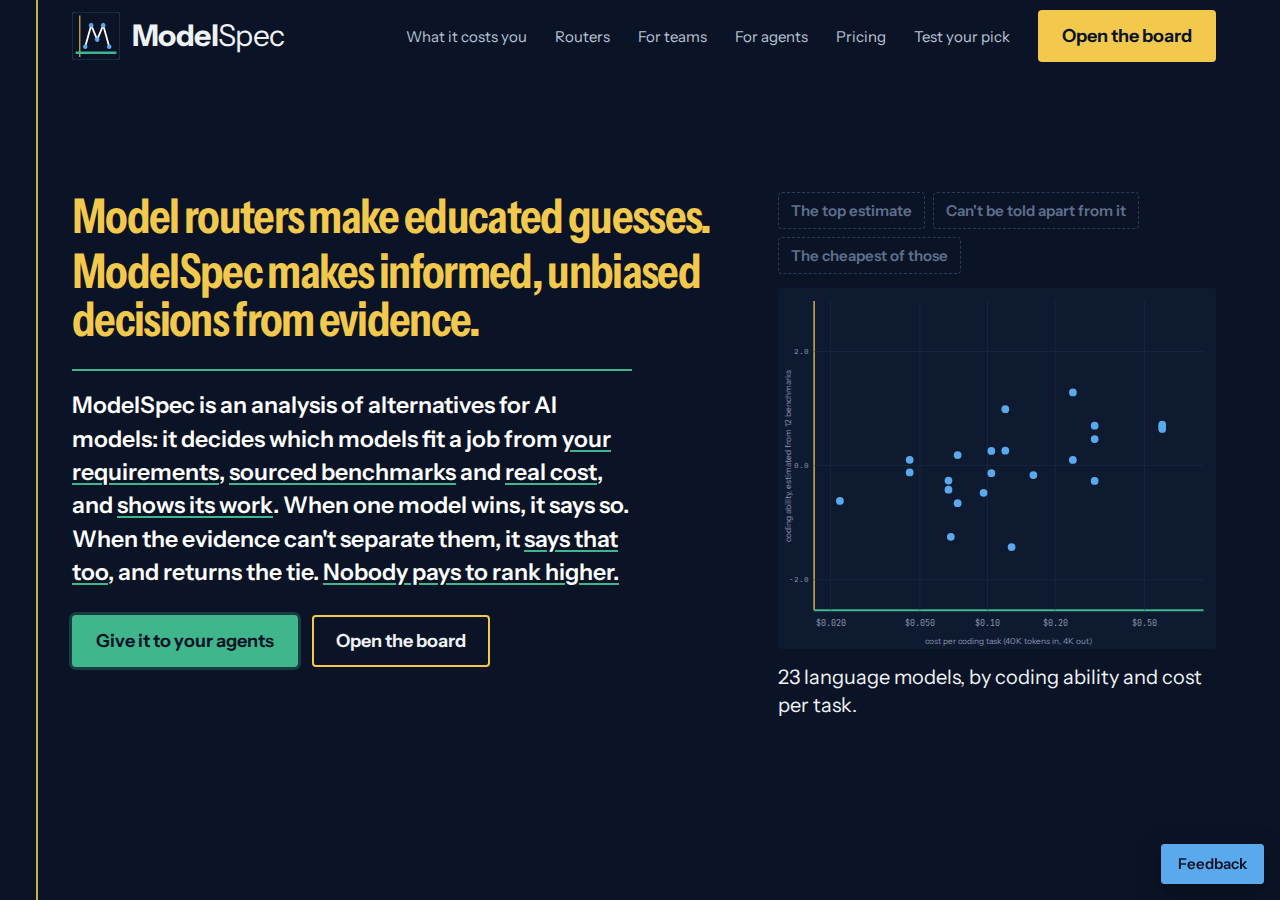 ModelSpec
What it costs you
Routers
For teams
For agents
Pricing
Test your pick
Open the board
Model routers make educated guesses.
ModelSpec makes informed, unbiased
decisions from evidence.
ModelSpec is an analysis of alternatives for AI
models: it decides which models fit a job from your
requirements, sourced benchmarks and real cost,
and shows its work. When one model wins, it says so.
When the evidence can't separate them, it says that
too, and returns the tie. Nobody pays to rank higher.
Give it to your agents
Open the board
The top estimate
Can't be told apart from it
The cheapest of those
coding ability, estimated from 12 benchmarks
2.0
0.0
-2.0
$0.020
$0.050
$0.10
$0.20
$0.50
cost per coding task (40K tokens in, 4K out)
23 language models, by coding ability and cost
per task.
Feedback